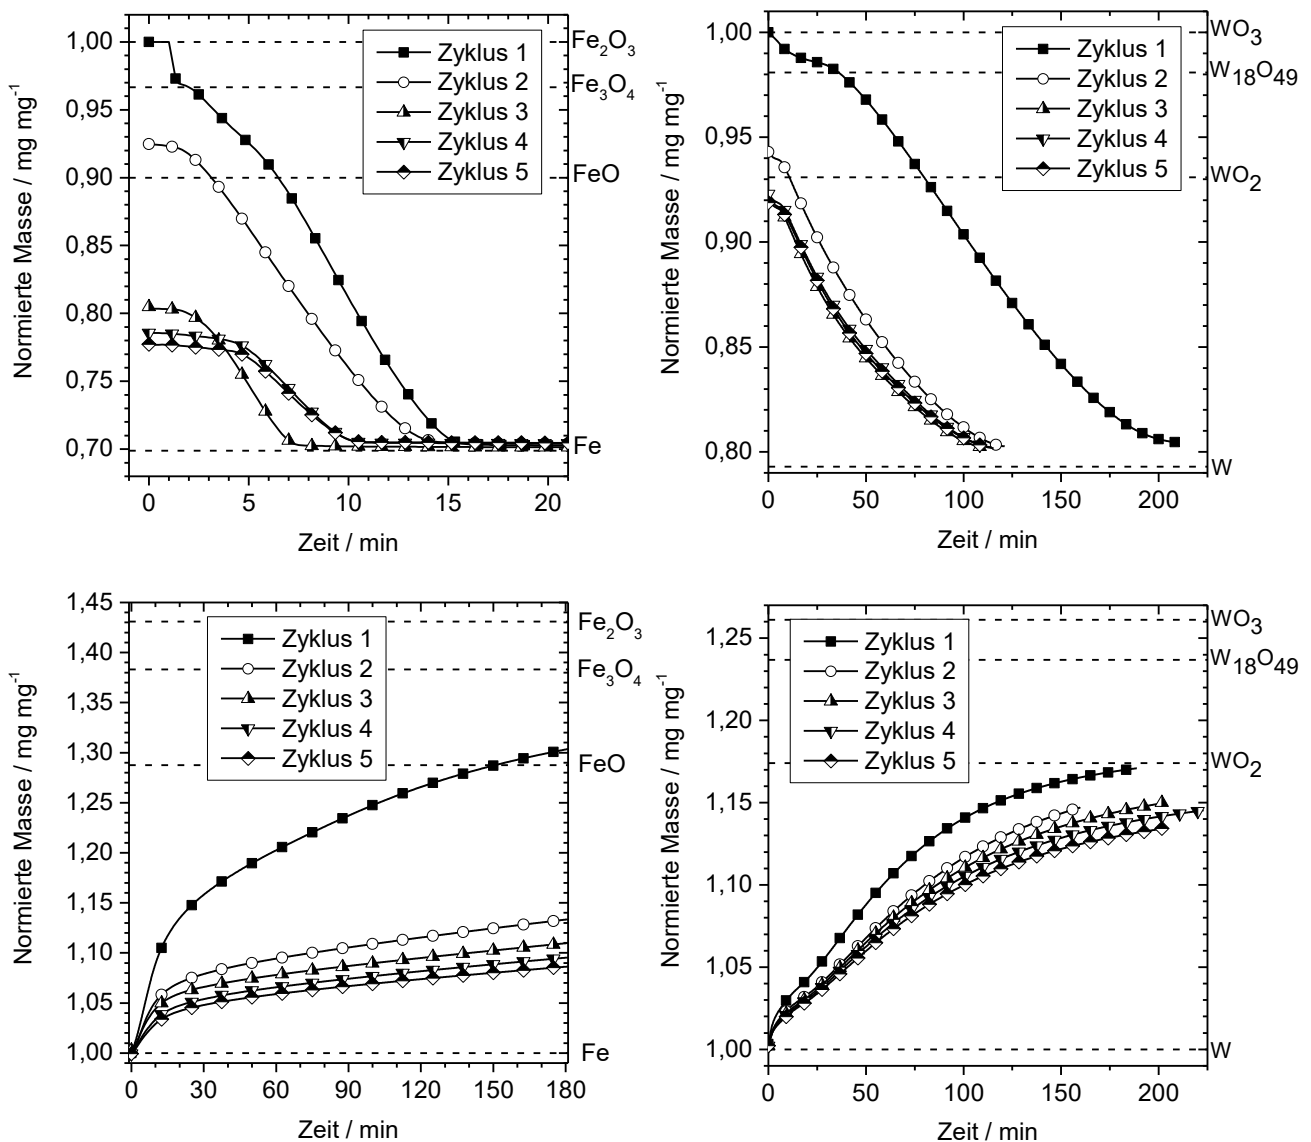 1,00
0,95
0,90
0,85
0,80
0,75
0,70
Normierte Masse / mg mg⁻¹
0 5 10 15 20
Zeit / min
Zyklus 1
Zyklus 2
Zyklus 3
Zyklus 4
Zyklus 5
Fe₂O₃
Fe₃O₄
FeO
Fe
1,00
0,95
0,90
0,85
0,80
Normierte Masse / mg mg⁻¹
0 50 100 150 200
Zeit / min
Zyklus 1
Zyklus 2
Zyklus 3
Zyklus 4
Zyklus 5
WO₃
W₁₈O₄₉
WO₂
W
1,45
1,40
1,35
1,30
1,25
1,20
1,15
1,10
1,05
1,00
Normierte Masse / mg mg⁻¹
0 30 60 90 120 150 180
Zeit / min
Zyklus 1
Zyklus 2
Zyklus 3
Zyklus 4
Zyklus 5
Fe₂O₃
Fe₃O₄
FeO
Fe
1,25
1,20
1,15
1,10
1,05
1,00
Normierte Masse / mg mg⁻¹
0 50 100 150 200
Zeit / min
Zyklus 1
Zyklus 2
Zyklus 3
Zyklus 4
Zyklus 5
WO₃
W₁₈O₄₉
WO₂
W